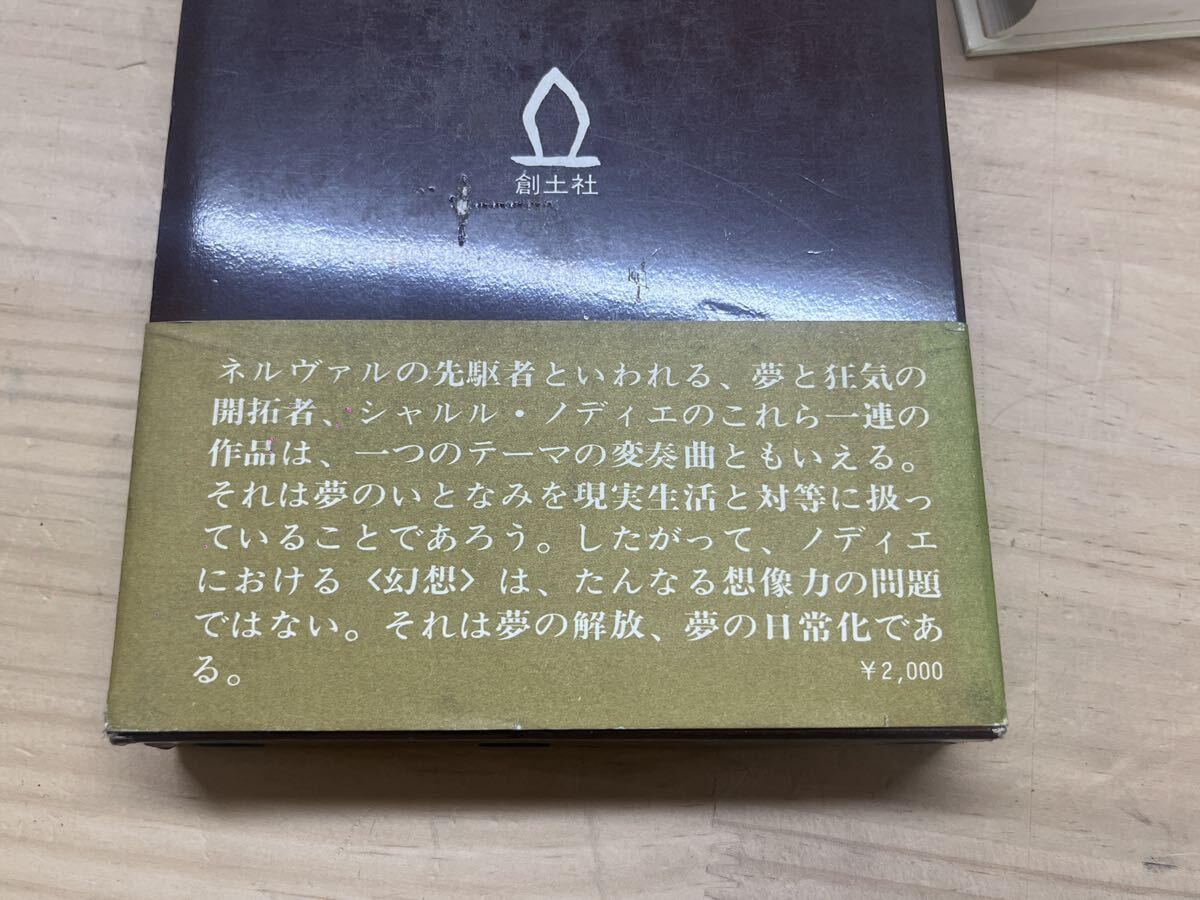 創土社
ネルヴァルの先駆者といわれる、夢と狂気の
開拓者、シャルル・ノディエのこれら一連の
作品は、一つのテーマの変奏曲ともいえる。
それは夢のいとなみを現実生活と対等に扱っ
ていることであろう。したがって、ノディエ
における〈幻想〉は、たんなる想像力の問題
ではない。それは夢の解放、夢の日常化であ
る。
￥2,000